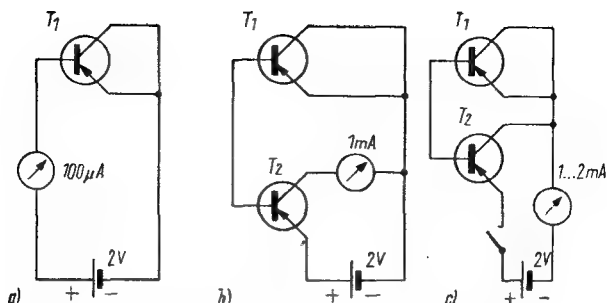 T₁
100μA
2V
+ −
a)
T₁
T₂
1mA
2V
+ −
b)
T₁
T₂
1...2mA
2V
+ −
c)